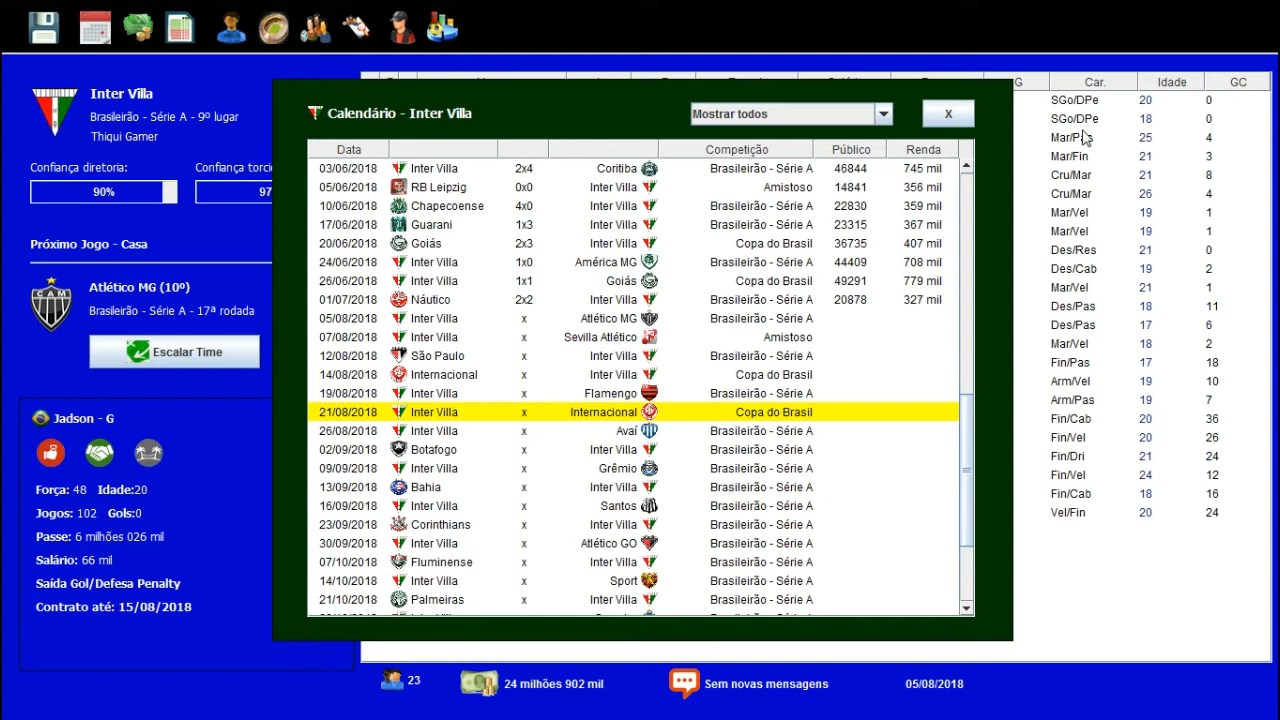 G Car. Idade GC
Inter Villa
Brasileirão - Série A - 9º lugar
Thiqui Gamer
Confiança diretoria: Confiança torci
90% 97
Próximo Jogo - Casa
Atlético MG (10º)
Brasileirão - Série A - 17ª rodada
Escalar Time
Jadson - G
Força: 48 Idade:20
Jogos: 102 Gols:0
Passe: 6 milhões 026 mil
Salário: 66 mil
Saída Gol/Defesa Penalty
Contrato até: 15/08/2018
Calendário - Inter Villa Mostrar todos X
Data Competição Público Renda
03/06/2018 Inter Villa 2x4 Coritiba Brasileirão - Série A 46844 745 mil
05/06/2018 RB Leipzig 0x0 Inter Villa Amistoso 14841 356 mil
10/06/2018 Chapecoense 4x0 Inter Villa Brasileirão - Série A 22830 359 mil
17/06/2018 Guarani 1x3 Inter Villa Brasileirão - Série A 23315 367 mil
20/06/2018 Goiás 2x3 Inter Villa Copa do Brasil 36735 407 mil
24/06/2018 Inter Villa 1x0 América MG Brasileirão - Série A 44409 708 mil
26/06/2018 Inter Villa 1x1 Goiás Copa do Brasil 49291 779 mil
01/07/2018 Náutico 2x2 Inter Villa Brasileirão - Série A 20878 327 mil
05/08/2018 Inter Villa x Atlético MG Brasileirão - Série A
07/08/2018 Inter Villa x Sevilla Atlético Amistoso
12/08/2018 São Paulo x Inter Villa Brasileirão - Série A
14/08/2018 Internacional x Inter Villa Copa do Brasil
19/08/2018 Inter Villa x Flamengo Brasileirão - Série A
21/08/2018 Inter Villa x Internacional Copa do Brasil
26/08/2018 Inter Villa x Avaí Brasileirão - Série A
02/09/2018 Botafogo x Inter Villa Brasileirão - Série A
09/09/2018 Inter Villa x Grêmio Brasileirão - Série A
13/09/2018 Bahia x Inter Villa Brasileirão - Série A
16/09/2018 Inter Villa x Santos Brasileirão - Série A
23/09/2018 Corinthians x Inter Villa Brasileirão - Série A
30/09/2018 Inter Villa x Atlético GO Brasileirão - Série A
07/10/2018 Fluminense x Inter Villa Brasileirão - Série A
14/10/2018 Inter Villa x Sport Brasileirão - Série A
21/10/2018 Palmeiras x Inter Villa Brasileirão - Série A
SGo/DPe 20 0
SGo/DPe 18 0
25 4
Mar/Fin 21 3
Cru/Mar 21 8
Cru/Mar 26 4
Mar/Vel 19 1
Mar/Vel 19 1
Des/Res 21 0
Des/Cab 19 2
Mar/Vel 21 1
Des/Pas 18 11
Des/Pas 17 6
Mar/Vel 18 2
Fin/Pas 17 18
Arm/Vel 19 10
Arm/Pas 19 7
Fin/Cab 20 36
Fin/Vel 20 26
Fin/Dri 21 24
Fin/Vel 24 12
Fin/Cab 18 16
Vel/Fin 20 24
23 24 milhões 902 mil Sem novas mensagens 05/08/2018